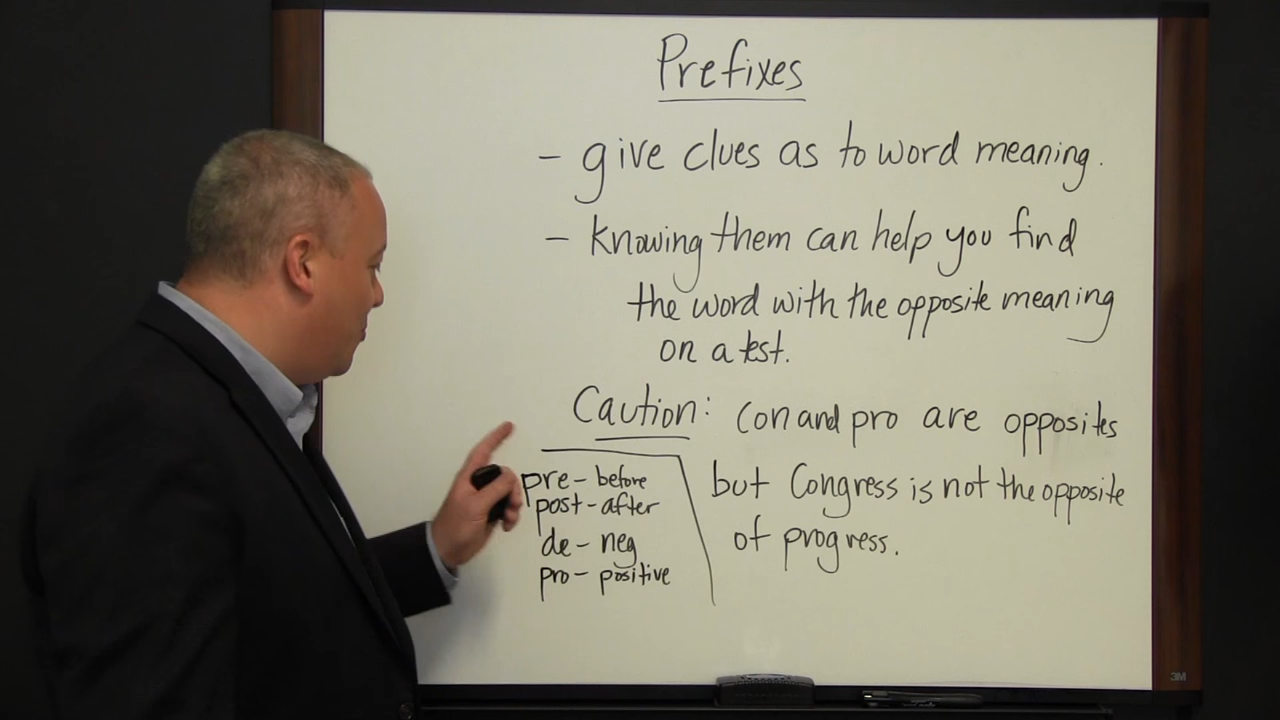 Prefixes
- give clues as to word meaning.
- knowing them can help you find
the word with the opposite meaning
on a test.
Caution: Con and pro are opposites
but Congress is not the opposite
of progress.
pre - before
post - after
de - neg
pro - positive
3M